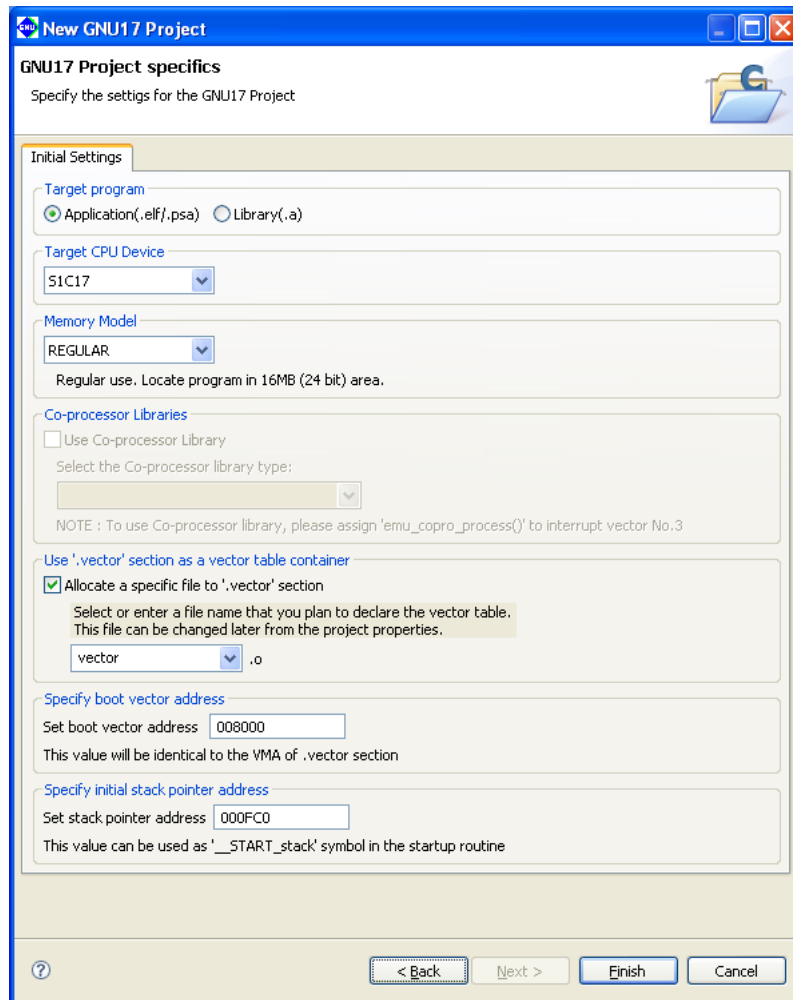 GNU
New GNU17 Project
GNU17 Project specifics
Specify the settigs for the GNU17 Project
C
Initial Settings
Target program
Application(.elf/.psa) Library(.a)
Target CPU Device
S1C17
Memory Model
REGULAR
Regular use. Locate program in 16MB (24 bit) area.
Co-processor Libraries
Use Co-processor Library
Select the Co-processor library type:
NOTE : To use Co-processor library, please assign 'emu_copro_process()' to interrupt vector No.3
Use '.vector' section as a vector table container
Allocate a specific file to '.vector' section
Select or enter a file name that you plan to declare the vector table.
This file can be changed later from the project properties.
vector .o
Specify boot vector address
Set boot vector address 008000
This value will be identical to the VMA of .vector section
Specify initial stack pointer address
Set stack pointer address 000FC0
This value can be used as '__START_stack' symbol in the startup routine
? < Back Next > Finish Cancel